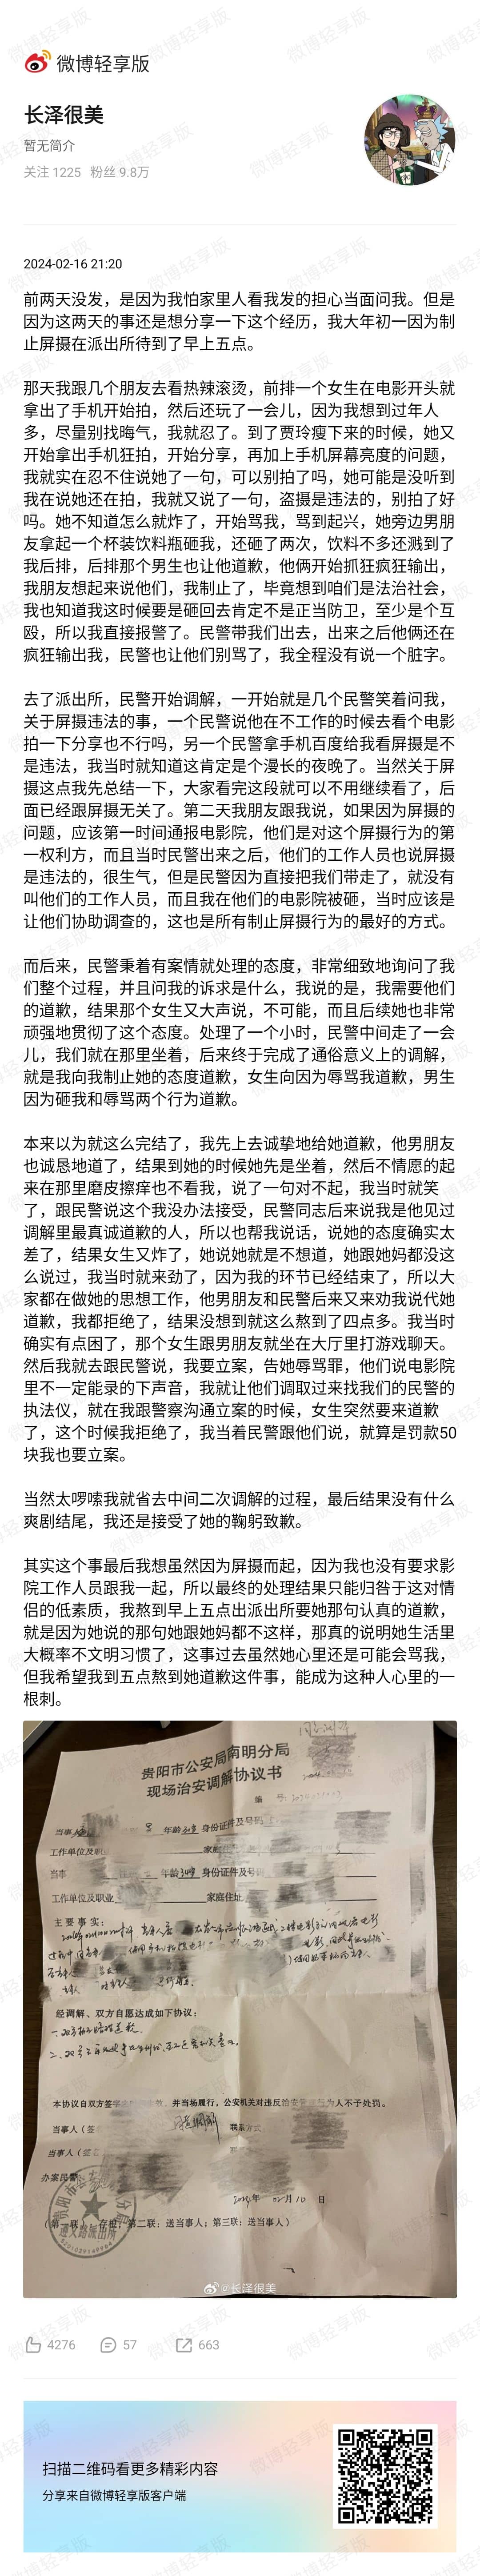 微博轻享版
长泽很美
暂无简介
关注 1225 粉丝 9.8万
2024-02-16 21:20
前两天没发，是因为我怕家里人看我发的担心当面问我。但是
因为这两天的事还是想分享一下这个经历，我大年初一因为制
止屏摄在派出所待到了早上五点。
那天我跟几个朋友去看热辣滚烫，前排一个女生在电影开头就
拿出了手机开始拍，然后还玩了一会儿，因为我想到过年人
多，尽量别找晦气，我就忍了。到了贾玲瘦下来的时候，她又
开始拿出手机狂拍，开始分享，再加上手机屏幕亮度的问题，
我就实在忍不住说她了一句，可以别拍了吗，她可能是没听到
我在说她还在拍，我就又说了一句，盗摄是违法的，别拍了好
吗。她不知道怎么就炸了，开始骂我，骂到起兴，她旁边男朋
友拿起一个杯装饮料瓶砸我，还砸了两次，饮料不多还溅到了
我后排，后排那个男生也让他道歉，他俩开始抓狂疯狂输出，
我朋友想起来说他们，我制止了，毕竟想到咱们是法治社会，
我也知道我这时候要是砸回去肯定不是正当防卫，至少是个互
殴，所以我直接报警了。民警带我们出去，出来之后他俩还在
疯狂输出我，民警也让他们别骂了，我全程没有说一个脏字。
去了派出所，民警开始调解，一开始就是几个民警笑着问我，
关于屏摄违法的事，一个民警说他在不工作的时候去看个电影
拍一下分享也不行吗，另一个民警拿手机百度给我看屏摄是不
是违法，我当时就知道这肯定是个漫长的夜晚了。当然关于屏
摄这点我先总结一下，大家看完这段就可以不用继续看了，后
面已经跟屏摄无关了。第二天我朋友跟我说，如果因为屏摄的
问题，应该第一时间通报电影院，他们是对这个屏摄行为的第
一权利方，而且当时民警出来之后，他们的工作人员也说屏摄
是违法的，很生气，但是民警因为直接把我们带走了，就没有
叫他们的工作人员，而且我在他们的电影院被砸，当时应该是
让他们协助调查的，这也是所有制止屏摄行为的最好的方式。
而后来，民警秉着有案情就处理的态度，非常细致地询问了我
们整个过程，并且问我的诉求是什么，我说的是，我需要他们
的道歉，结果那个女生又大声说，不可能，而且后续她也非常
顽强地贯彻了这个态度。处理了一个小时，民警中间走了一会
儿，我们就在那里坐着，后来终于完成了通俗意义上的调解，
就是我向我制止她的态度道歉，女生向因为辱骂我道歉，男生
因为砸我和辱骂两个行为道歉。
本来以为就这么完结了，我先上去诚挚地给她道歉，他男朋友
也诚恳地道了，结果到她的时候她先是坐着，然后不情愿的起
来在那里磨皮擦痒也不看我，说了一句对不起，我当时就笑
了，跟民警说这个我没办法接受，民警同志后来说我是他见过
调解里最真诚道歉的人，所以也帮我说话，说她的态度确实太
差了，结果女生又炸了，她说她就是不想道，她跟她妈都没这
么说过，我当时就来劲了，因为我的环节已经结束了，所以大
家都在做她的思想工作，他男朋友和民警后来又来劝我说代她
道歉，我都拒绝了，结果没想到就这么熬到了四点多。我当时
确实有点困了，那个女生跟男朋友就坐在大厅里打游戏聊天。
然后我就去跟民警说，我要立案，告她辱骂罪，他们说电影院
里不一定能录的下声音，我就让他们调取过来找我们的民警的
执法仪，就在我跟警察沟通立案的时候，女生突然要来道歉
了，这个时候我拒绝了，我当着民警跟他们说，就算是罚款50
块我也要立案。
当然太啰嗦我就省去中间二次调解的过程，最后结果没有什么
爽剧结尾，我还是接受了她的鞠躬致歉。
其实这个事最后我想虽然因为屏摄而起，因为我也没有要求影
院工作人员跟我一起，所以最终的处理结果只能归咎于这对情
侣的低素质，我熬到早上五点出派出所要她那句认真的道歉，
就是因为她说的那句她跟她妈都不这样，那真的说明她生活里
大概率不文明习惯了，这事过去虽然她心里还是可能会骂我，
但我希望我到五点熬到她道歉这件事，能成为这种人心里的一
根刺。
贵阳市公安局南明分局
现场治安调解协议书
编 号：
当事人 男 年龄 身份证件及号码
工作单位及职业 家庭
当事 年龄 身份证件及号码
工作单位及职业 家庭住址
主要事实：
经调解、双方自愿达成如下协议：
本协议自双方签字 并当场履行，公安机关对违反治安管理行为人不予处罚。
当事人（签 联系方式
当事人（签名
办案民警
2024年 02月10 日
（第一联： 存根；第二联：送当事人；第三联：送当事人）
@长泽很美
4276 57 663
扫描二维码看更多精彩内容
分享来自微博轻享版客户端